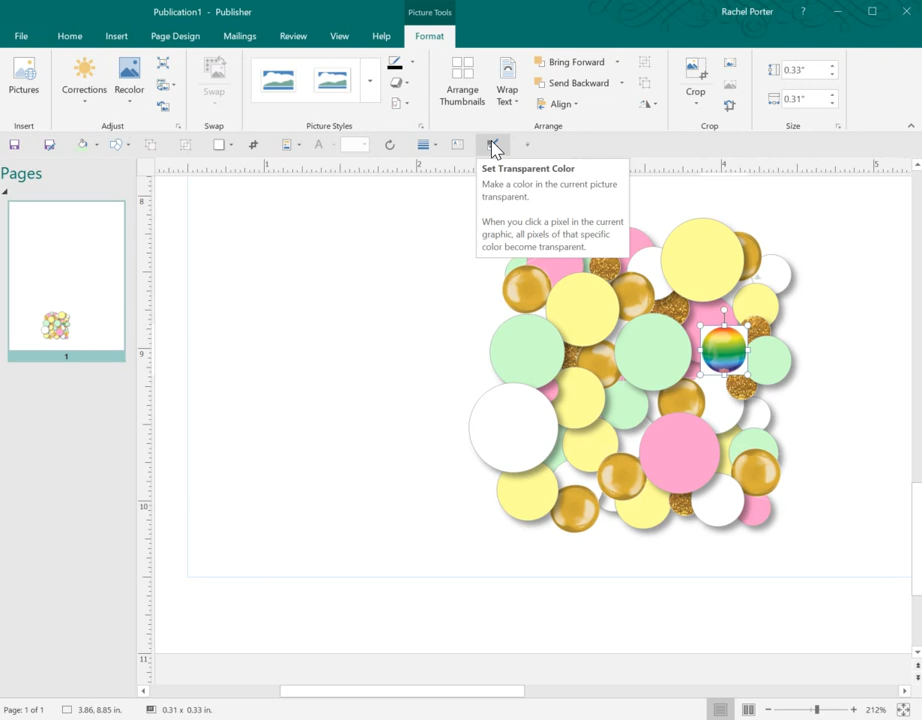 Publication1 - Publisher
Picture Tools
Rachel Porter
?
File
Home
Insert
Page Design
Mailings
Review
View
Help
Format
Pictures
Corrections
Recolor
Swap
Arrange
Thumbnails
Wrap
Text
Bring Forward
Send Backward
Align
Crop
0.33"
0.31"
Insert
Adjust
Swap
Picture Styles
Arrange
Crop
Size
A
Pages
1
2
4
5
Set Transparent Color
Make a color in the current picture
transparent.
When you click a pixel in the current
graphic, all pixels of that specific
color become transparent.
8
9
10
11
1
Page: 1 of 1
3.86, 8.85 in.
0.31 x 0.33 in.
212%